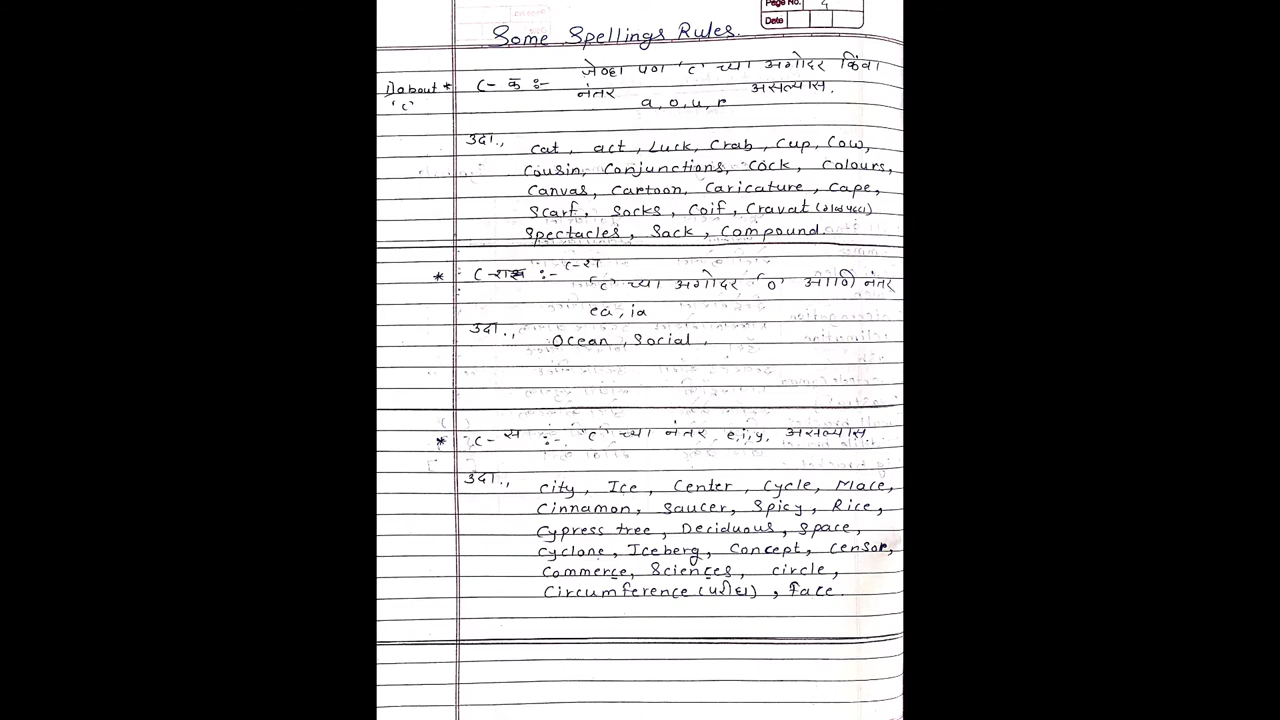 Page No. 4
Date
Some Spellings Rules.
1) about * C - क :- जेव्हा पण 'c' च्या अगोदर किंवा
'c' नंतर असल्यास.
a, o, u, r
उदा., cat, act, Luck, Crab, Cup, Cow,
Cousin, Conjunctions, Cock, Colours,
Canvas, Cartoon, Caricature, Cape,
Scarf, Socks, Coif, Cravat
Spectacles, Sack, Compound.
* C - :-
'c' च्या अगोदर 'o' आणि नंतर
ea, ia
उदा., Ocean, Social,
* C - स :- 'c' च्या नंतर e, i, y, असल्यास
उदा., city, Ice, Center, Cycle, Mace,
Cinnamon, Saucer, Spicy, Rice,
Cypress tree, Deciduous, Space,
Cyclone, Iceberg, Concept, Censor,
Commerce, Sciences, circle,
Circumference (परीघ), Face.